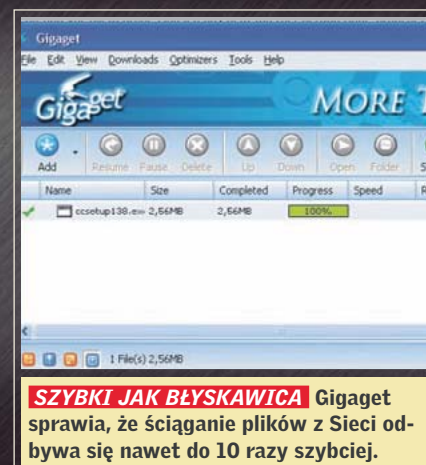 Gigaget
File Edit View Downloads Optimizers Tools Help
Gigaget MORE T
Add Resume Pause Delete Up Down Open Folder
Name Size Completed Progress Speed
ccsetup138.exe 2,56MB 2,56MB 100%
1 File(s) 2,56MB
SZYBKI JAK BŁYSKAWICA Gigaget
sprawia, że ściąganie plików z Sieci od-
bywa się nawet do 10 razy szybciej.